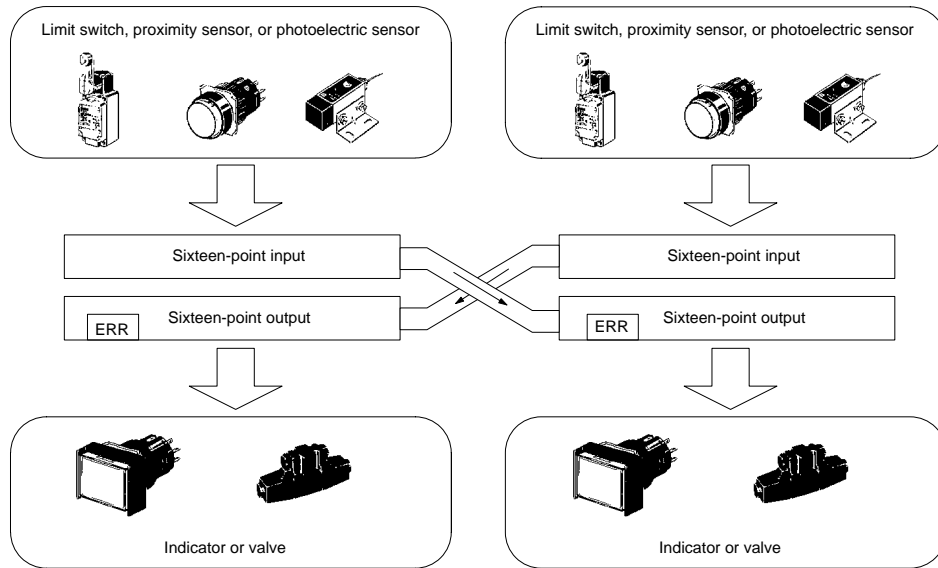 Limit switch, proximity sensor, or photoelectric sensor
Limit switch, proximity sensor, or photoelectric sensor
Sixteen-point input
Sixteen-point input
Sixteen-point output
ERR
Sixteen-point output
ERR
Indicator or valve
Indicator or valve